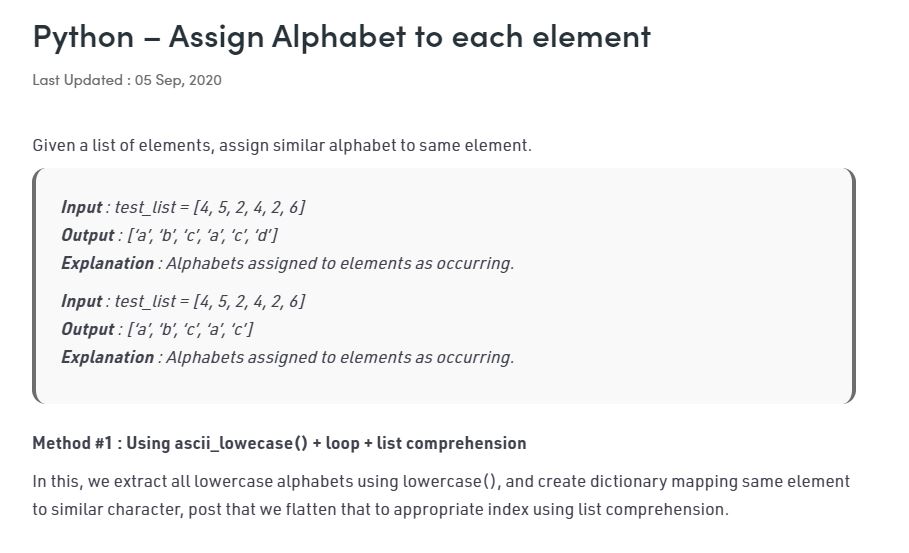 Python – Assign Alphabet to each element
Last Updated : 05 Sep, 2020
Given a list of elements, assign similar alphabet to same element.
Input : test_list = [4, 5, 2, 4, 2, 6]
Output : [‘a’, ‘b’, ‘c’, ‘a’, ‘c’, ‘d’]
Explanation : Alphabets assigned to elements as occurring.
Input : test_list = [4, 5, 2, 4, 2, 6]
Output : [‘a’, ‘b’, ‘c’, ‘a’, ‘c’]
Explanation : Alphabets assigned to elements as occurring.
Method #1 : Using ascii_lowecase() + loop + list comprehension
In this, we extract all lowercase alphabets using lowercase(), and create dictionary mapping same element
to similar character, post that we flatten that to appropriate index using list comprehension.